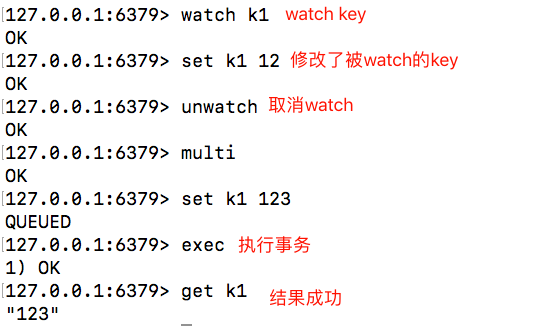 127.0.0.1:6379> watch k1 watch key
OK
127.0.0.1:6379> set k1 12 修改了被watch的key
OK
127.0.0.1:6379> unwatch 取消watch
OK
127.0.0.1:6379> multi
OK
127.0.0.1:6379> set k1 123
QUEUED
127.0.0.1:6379> exec 执行事务
1) OK
127.0.0.1:6379> get k1 结果成功
"123"